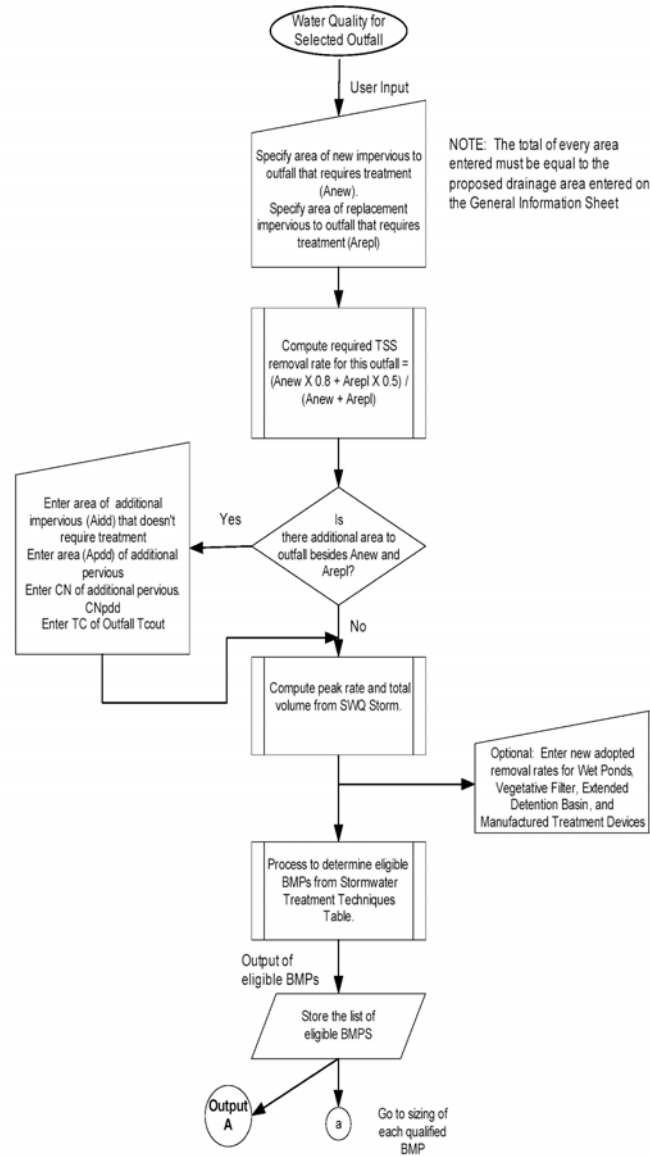 Water Quality for
Selected Outfall
User Input
Specify area of new impervious to
outfall that requires treatment
(Anew).
Specify area of replacement
impervious to outfall that requires
treatment (Arepl)
NOTE: The total of every area
entered must be equal to the
proposed drainage area entered on
the General Information Sheet
Compute required TSS
removal rate for this outfall =
(Anew X 0.8 + Arepl X 0.5) /
(Anew + Arepl)
Is
there additional area to
outfall besides Anew and
Arepl?
Yes
Enter area of additional
impervious (Aidd) that doesn't
require treatment
Enter area (Apdd) of additional
pervious
Enter CN of additional pervious.
CNpdd
Enter TC of Outfall Tcout
No
Compute peak rate and total
volume from SWQ Storm.
Optional: Enter new adopted
removal rates for Wet Ponds,
Vegetative Filter, Extended
Detention Basin, and
Manufactured Treatment Devices
Process to determine eligible
BMPs from Stormwater
Treatment Techniques
Table.
Output of
eligible BMPs
Store the list of
eligible BMPS
Output
A
a
Go to sizing of
each qualified
BMP